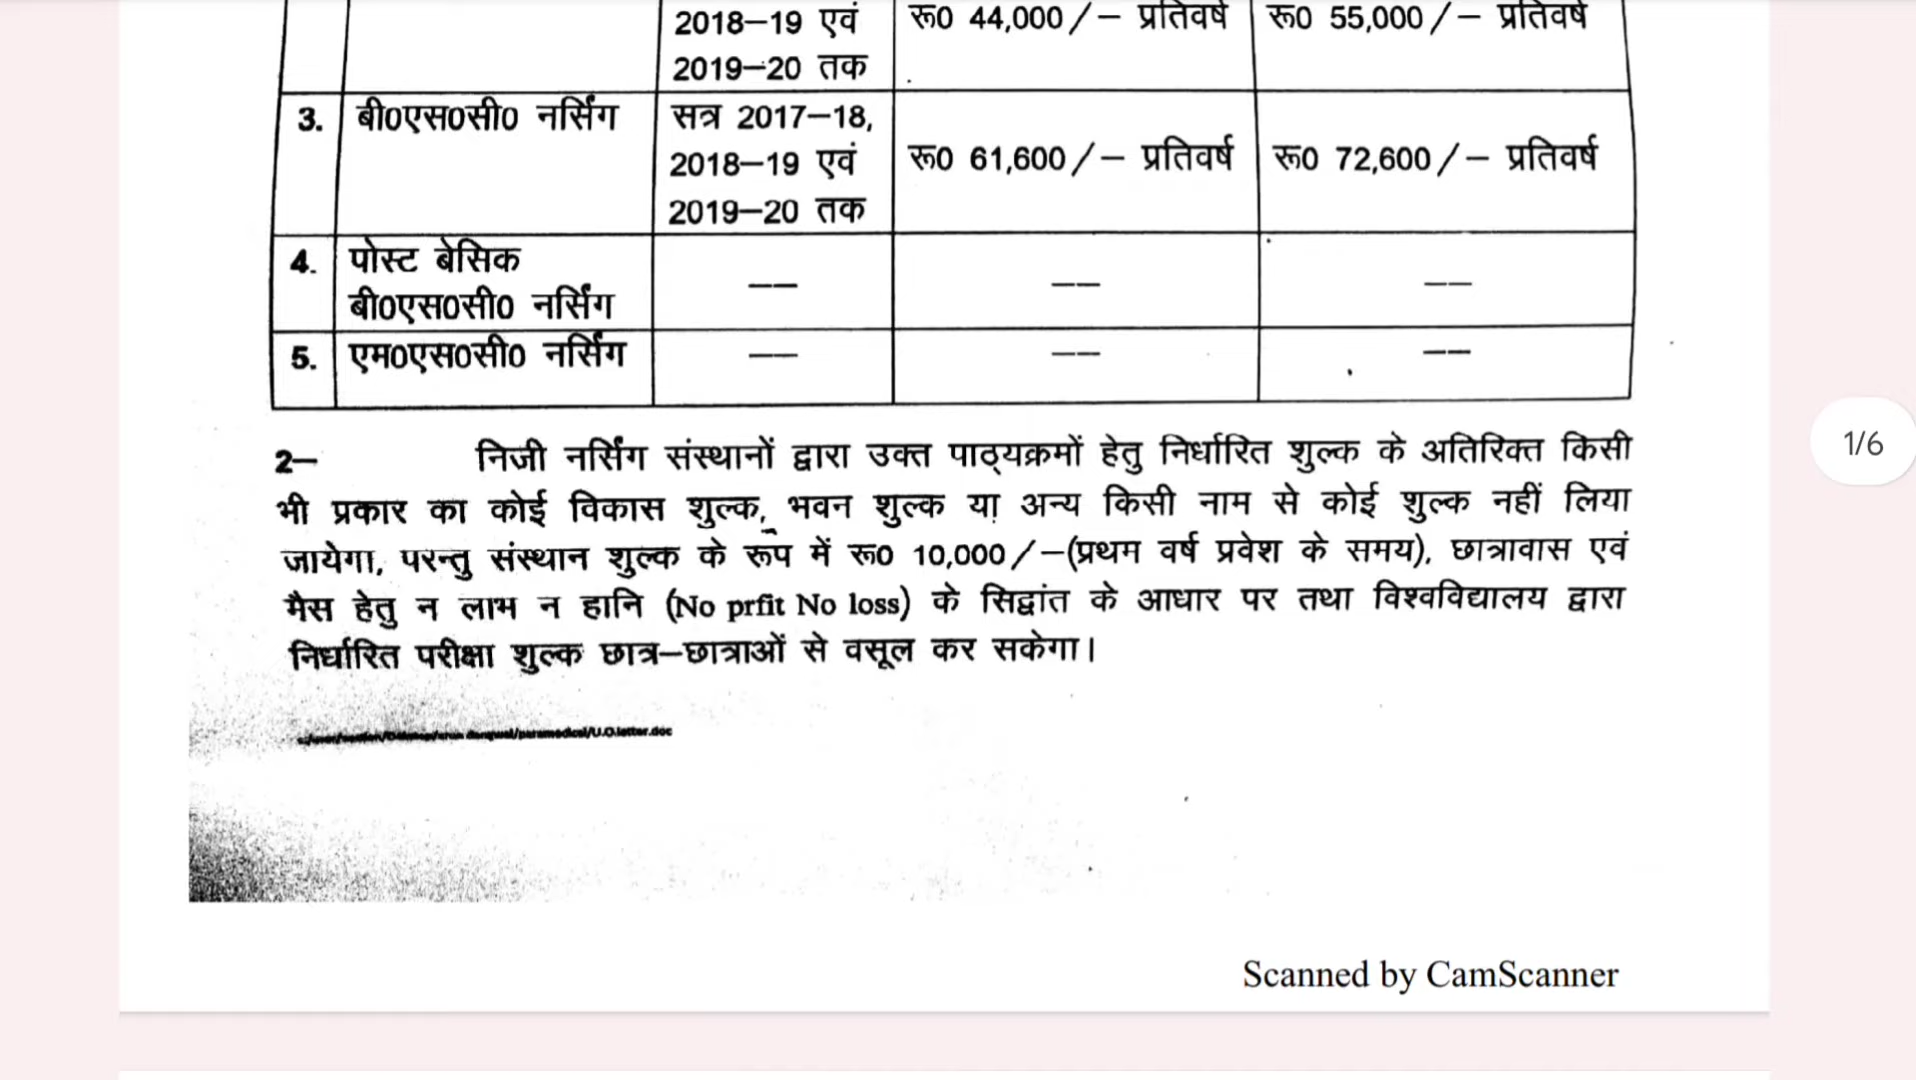 2018–19 एवं रू0 44,000/– प्रतिवर्ष रू0 55,000/– प्रतिवर्ष
2019–20 तक
3. बी0एस0सी0 नर्सिंग सत्र 2017–18,
2018–19 एवं रू0 61,600/– प्रतिवर्ष रू0 72,600/– प्रतिवर्ष
2019–20 तक
4. पोस्ट बेसिक
बी0एस0सी0 नर्सिंग –– –– ––
5. एम0एस0सी0 नर्सिंग –– –– ––
2– निजी नर्सिंग संस्थानों द्वारा उक्त पाठ्यक्रमों हेतु निर्धारित शुल्क के अतिरिक्त किसी
भी प्रकार का कोई विकास शुल्क, भवन शुल्क या अन्य किसी नाम से कोई शुल्क नहीं लिया
जायेगा, परन्तु संस्थान शुल्क के रूप में रू0 10,000/–(प्रथम वर्ष प्रवेश के समय), छात्रावास एवं
मैस हेतु न लाभ न हानि (No prfit No loss) के सिद्वांत के आधार पर तथा विश्वविद्यालय द्वारा
निर्धारित परीक्षा शुल्क छात्र–छात्राओं से वसूल कर सकेगा।
/paramedical/U.O.letter.doc
Scanned by CamScanner
1/6